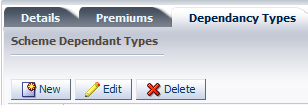 Details Premiums Dependancy Types
Scheme Dependant Types
New Edit Delete